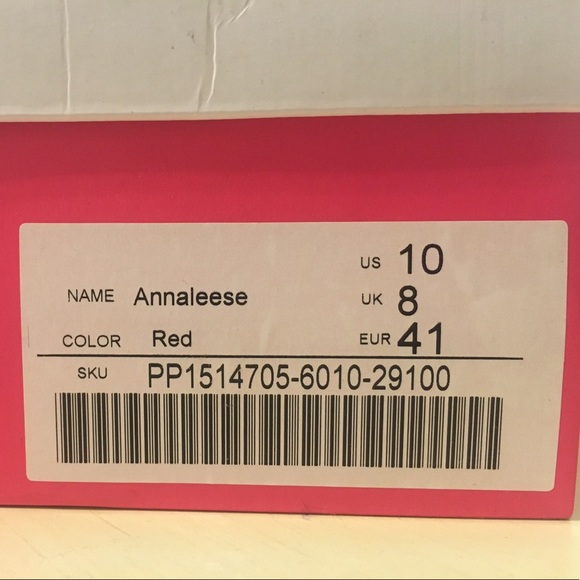 US 10
NAME Annaleese UK 8
COLOR Red EUR 41
SKU PP1514705-6010-29100